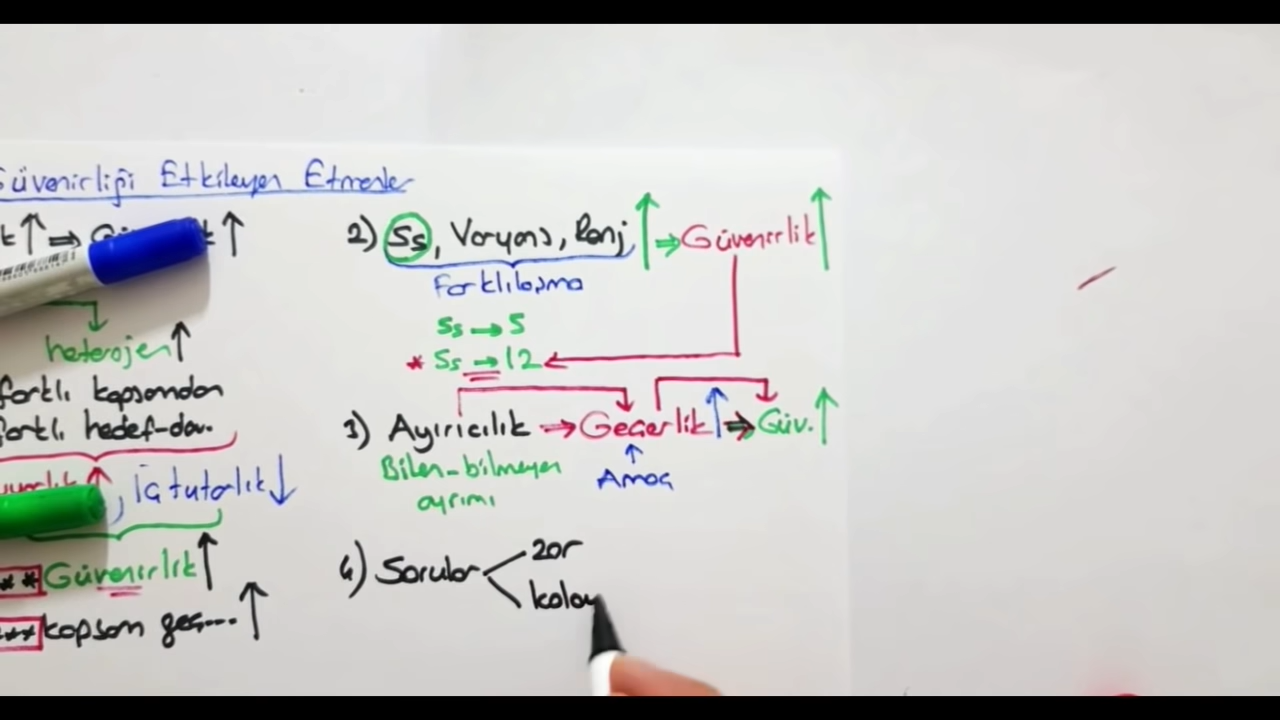 Güvenirliği Etkileyen Etmenler
heterojen↑
farklı kapsamdan
farklı hedef-dav.
İç tutarlık↓
**Güvenirlik↑
**kapsam geç...↑
2) Ss, Varyans, Ranj ↑ ⇒ Güvenirlik↑
Farklılaşma
Ss → 5
* Ss → 12
3) Ayırıcılık → Geçerlik↑ ⇒ Güv.↑
Bilen-bilmeyen
ayrımı
↑
Amaç
4) Sorular
zor
kolay